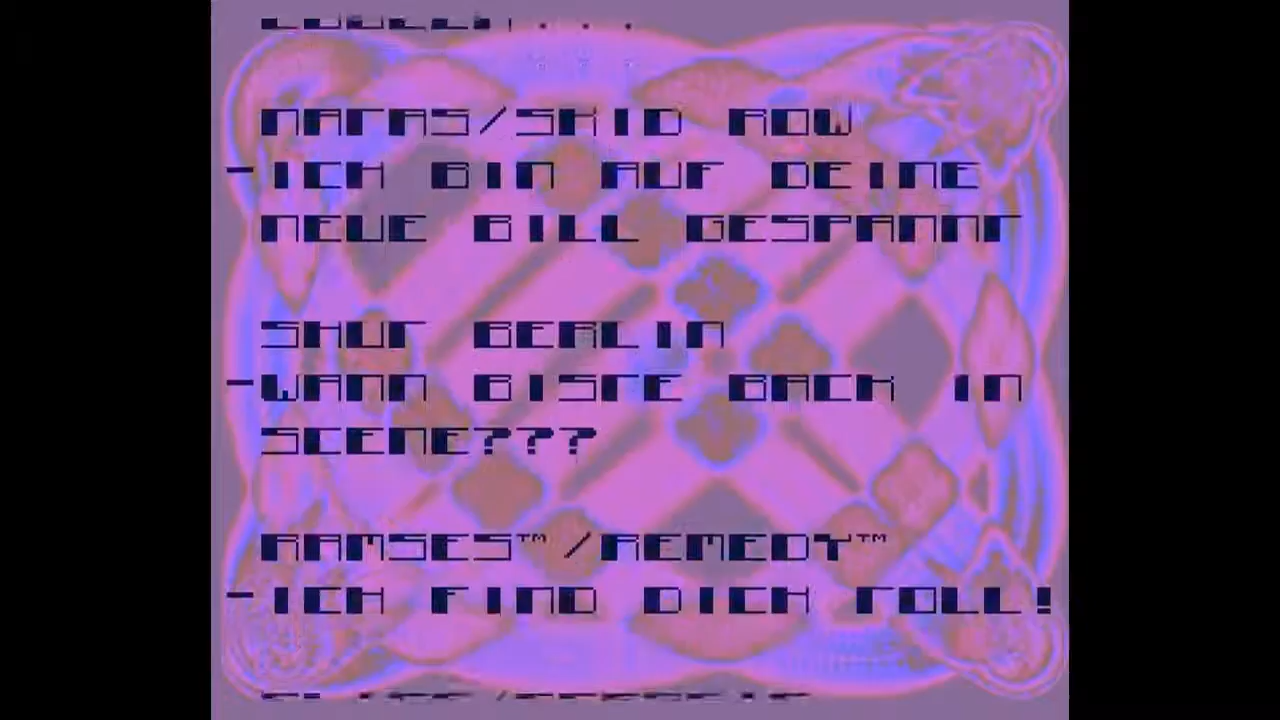 NATAS/SKID ROW
-ICH BIN AUF DEINE
NEUE BILL GESPANNT
SHUT BERLIN
-WANN BISTE BACK IN
SCENE???
RAMSES™/REMEDY™
-ICH FIND DICH TOLL!